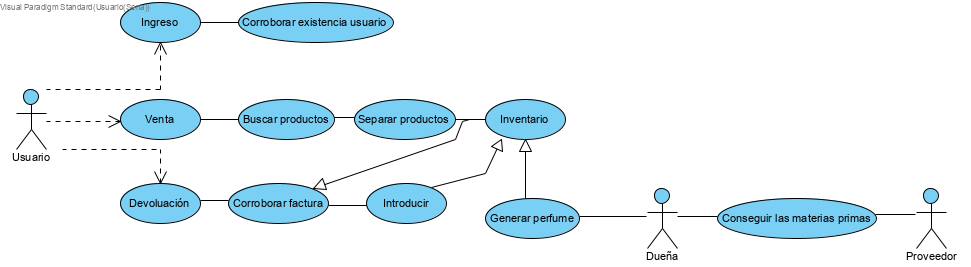 Visual Paradigm Standard(Usuario(Sena))
Ingreso
Corroborar existencia usuario
Venta
Buscar productos
Separar productos
Inventario
Usuario
Devoluación
Corroborar factura
Introducir
Generar perfume
Conseguir las materias primas
Dueña
Proveedor